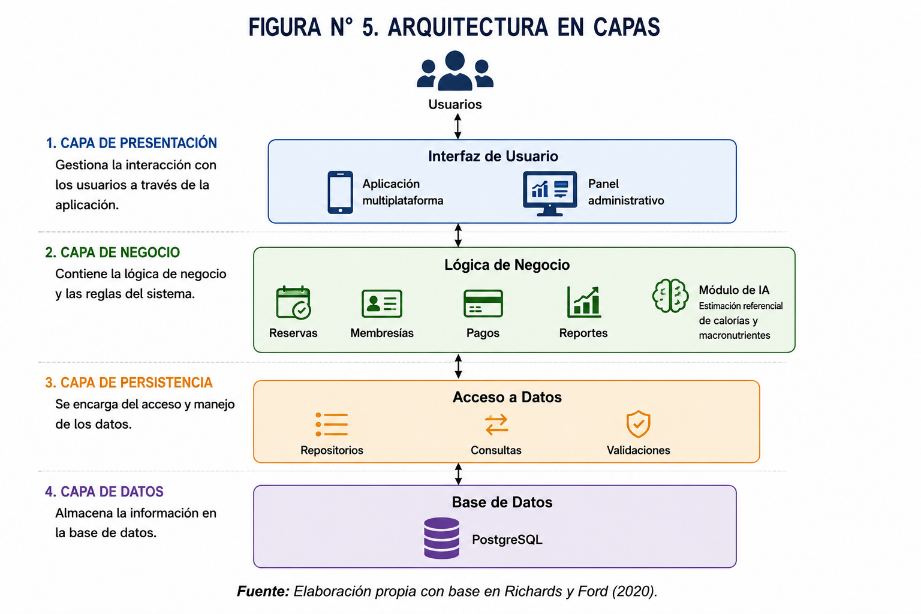 FIGURA N° 5. ARQUITECTURA EN CAPAS
Usuarios
1. CAPA DE PRESENTACIÓN
Gestiona la interacción con
los usuarios a través de la
aplicación.
Interfaz de Usuario
Aplicación
multiplataforma
Panel
administrativo
2. CAPA DE NEGOCIO
Contiene la lógica de negocio
y las reglas del sistema.
Lógica de Negocio
Reservas
Membresías
Pagos
Reportes
Módulo de IA
Estimación referencial
de calorías y
macronutrientes
3. CAPA DE PERSISTENCIA
Se encarga del acceso y manejo
de los datos.
Acceso a Datos
Repositorios
Consultas
Validaciones
4. CAPA DE DATOS
Almacena la información en
la base de datos.
Base de Datos
PostgreSQL
Fuente: Elaboración propia con base en Richards y Ford (2020).